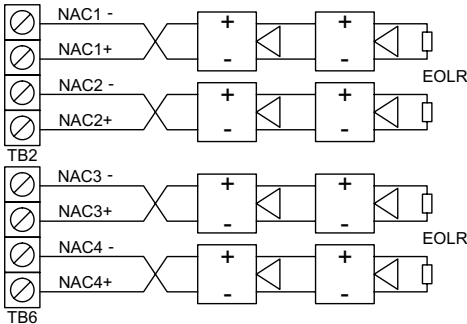 NAC1 -
+ +
NAC1+
- -
EOLR
NAC2 -
+ +
NAC2+
- -
TB2
NAC3 -
+ +
NAC3+
- -
EOLR
NAC4 -
+ +
NAC4+
- -
TB6